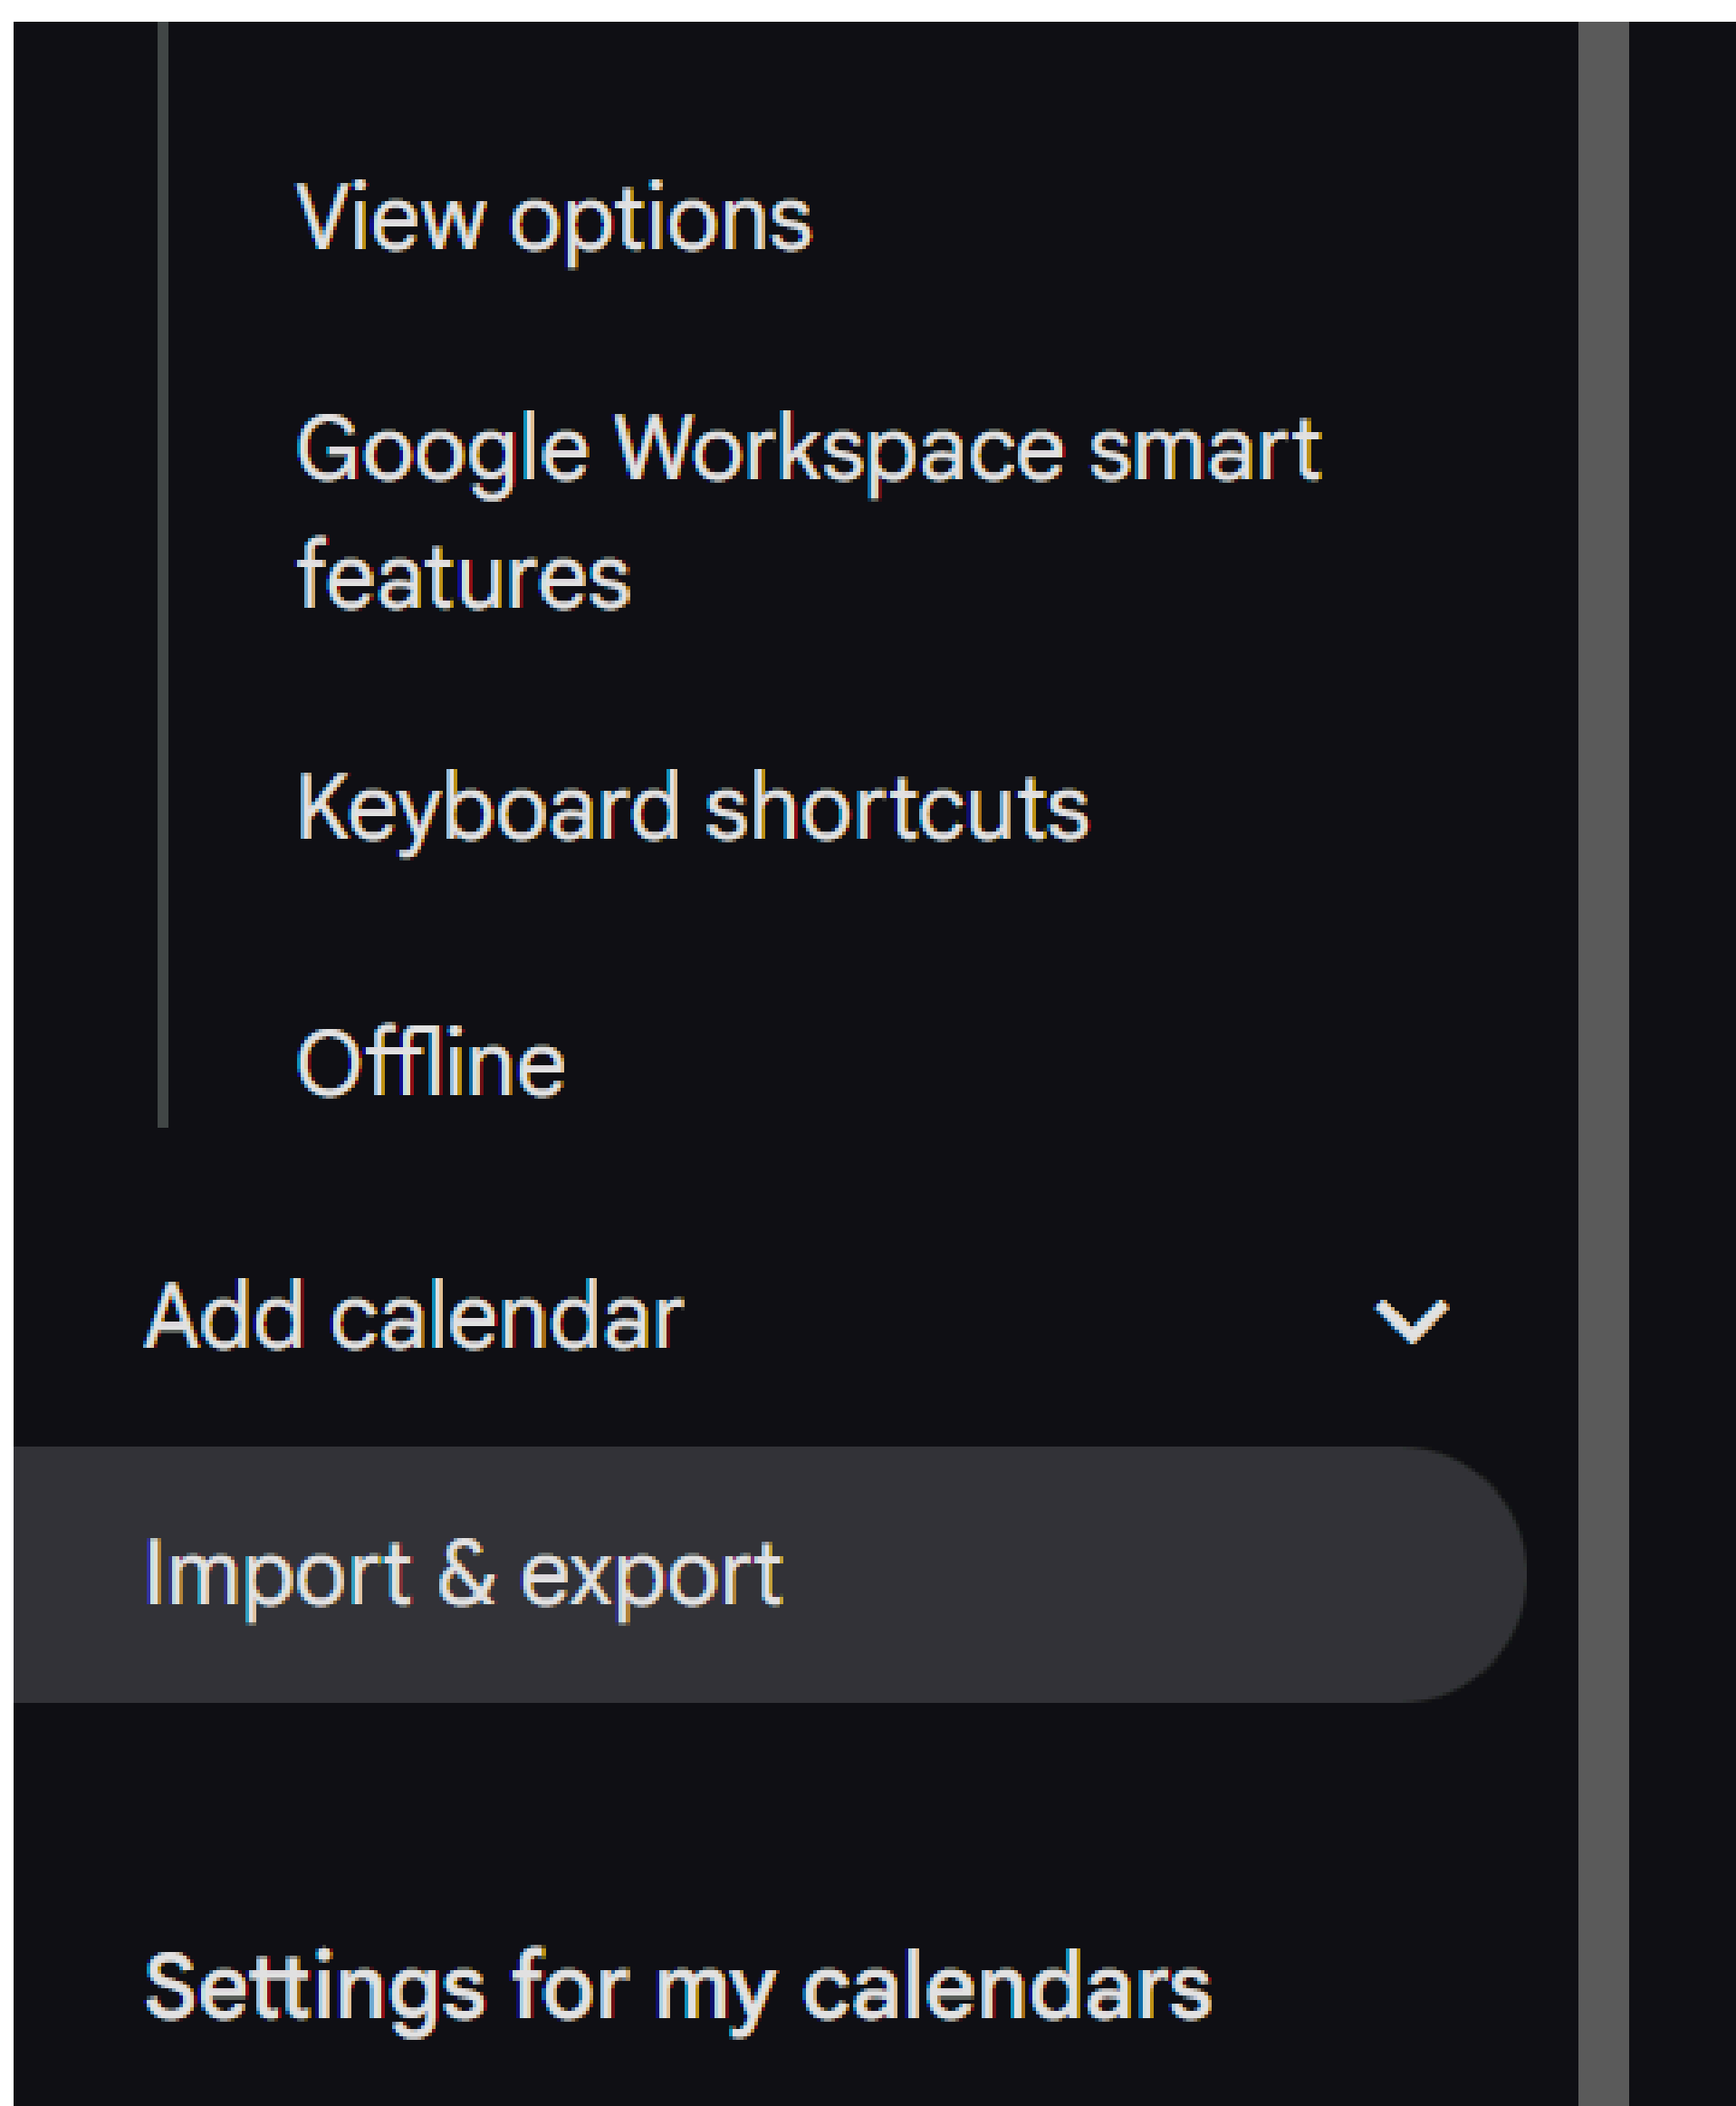 View options
Google Workspace smart
features
Keyboard shortcuts
Offline
Add calendar
Import & export
Settings for my calendars